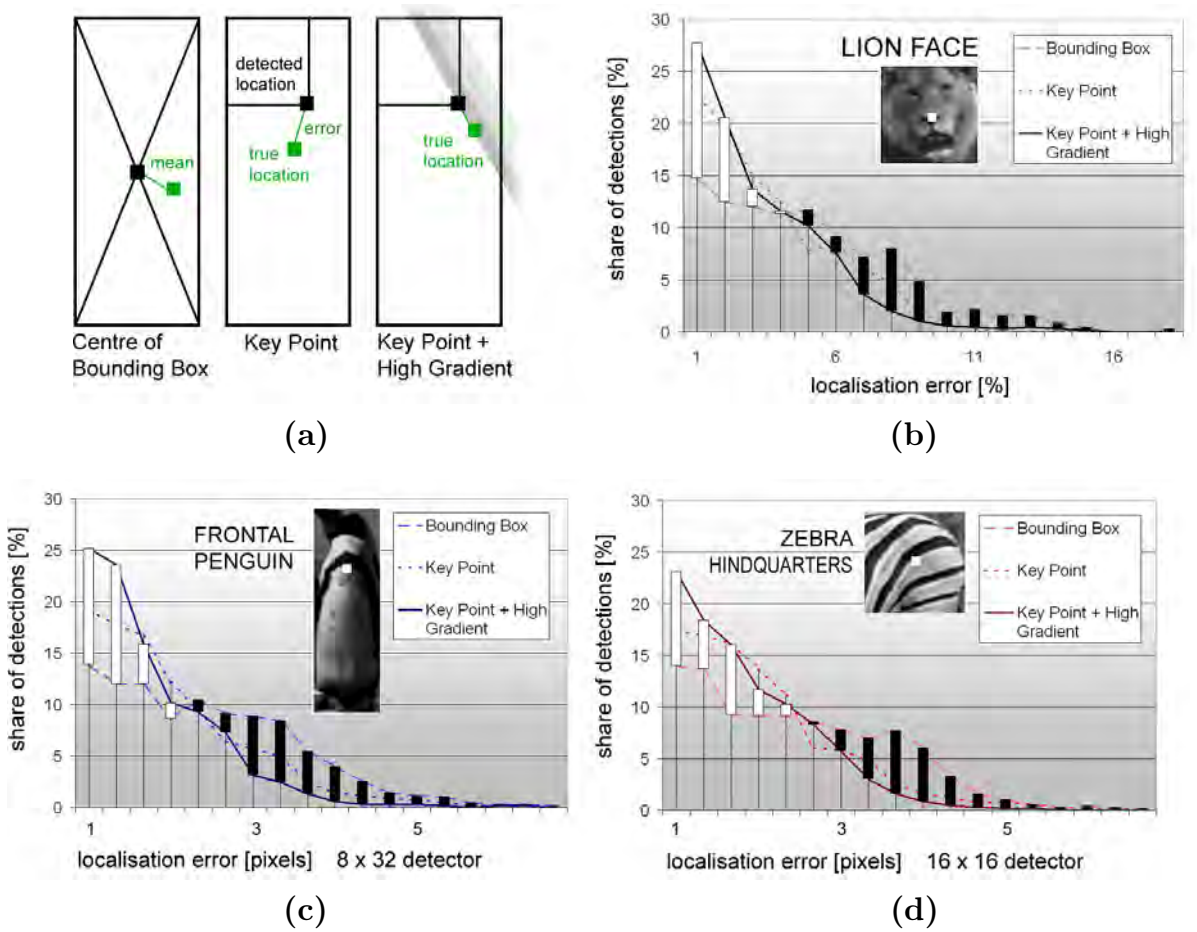 detected
location
error
true
location
mean
true
location
Centre of
Bounding Box
Key Point
Key Point +
High Gradient
(a)
share of detections [%]
30
25
20
15
10
5
0
LION FACE
Bounding Box
Key Point
Key Point + High
Gradient
1
6
11
16
localisation error [%]
(b)
share of detections [%]
30
25
20
15
10
5
0
FRONTAL
PENGUIN
Bounding Box
Key Point
Key Point + High
Gradient
1
3
5
localisation error [pixels] 8 x 32 detector
(c)
share of detections [%]
30
25
20
15
10
5
0
ZEBRA
HINDQUARTERS
Bounding Box
Key Point
Key Point + High
Gradient
1
3
5
localisation error [pixels] 16 x 16 detector
(d)